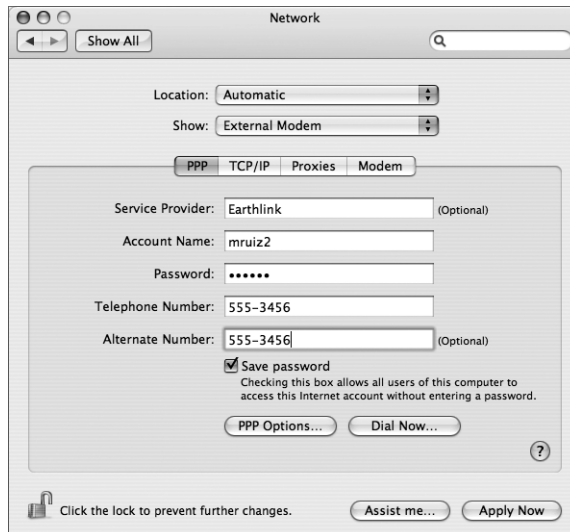 Network
Show All
Location: Automatic
Show: External Modem
PPP TCP/IP Proxies Modem
Service Provider: Earthlink (Optional)
Account Name: mruiz2
Password: ••••••
Telephone Number: 555-3456
Alternate Number: 555-3456 (Optional)
Save password
Checking this box allows all users of this computer to
access this Internet account without entering a password.
PPP Options... Dial Now...
?
Click the lock to prevent further changes. Assist me... Apply Now